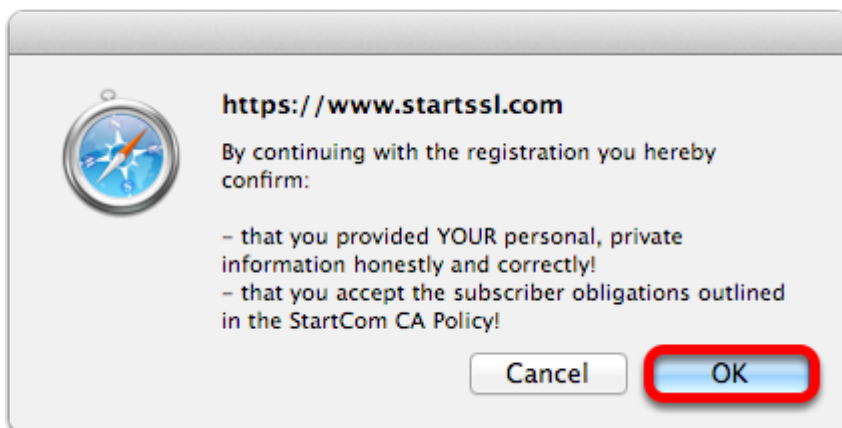 https://www.startssl.com
By continuing with the registration you hereby
confirm:
– that you provided YOUR personal, private
information honestly and correctly!
– that you accept the subscriber obligations outlined
in the StartCom CA Policy!
Cancel OK